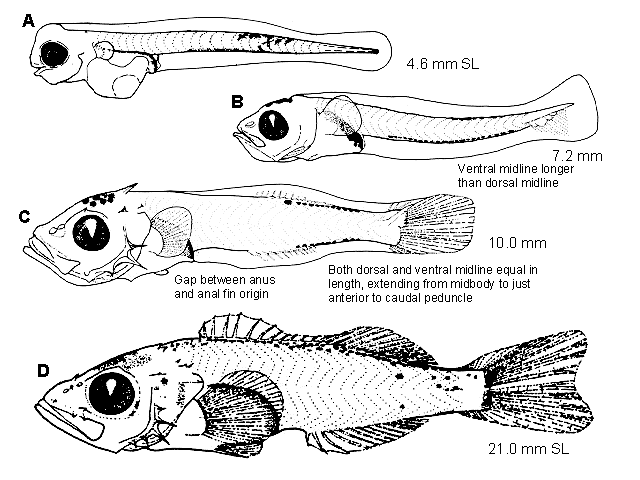 A
4.6 mm SL
B
7.2 mm
Ventral midline longer
than dorsal midline
C
10.0 mm
Gap between anus
and anal fin origin
Both dorsal and ventral midline equal in
length, extending from midbody to just
anterior to caudal peduncle
D
21.0 mm SL